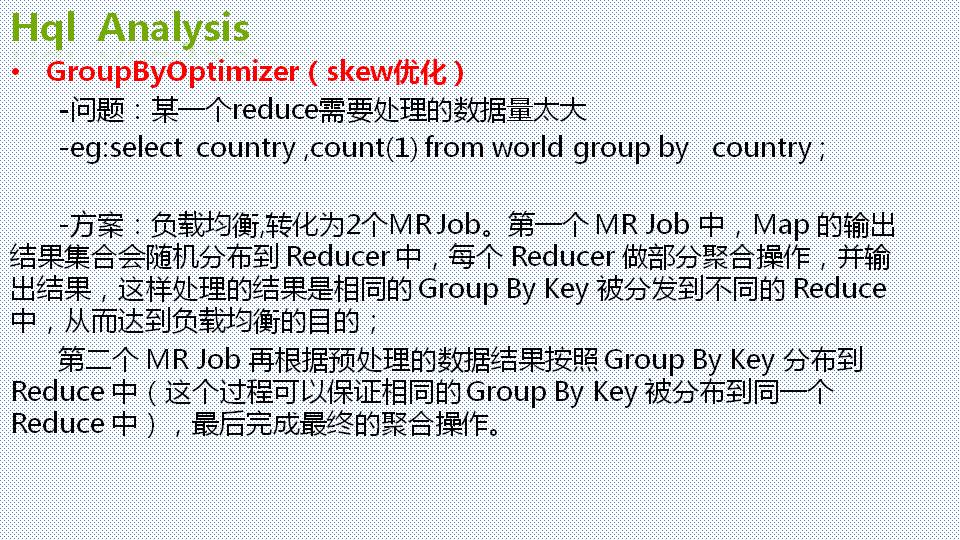 Hql Analysis
• GroupByOptimizer（skew优化）
-问题：某一个reduce需要处理的数据量太大
-eg:select country ,count(1) from world group by country ;
-方案：负载均衡,转化为2个MR Job。第一个 MR Job 中，Map 的输出
结果集合会随机分布到 Reducer 中，每个 Reducer 做部分聚合操作，并输
出结果，这样处理的结果是相同的 Group By Key 被分发到不同的 Reduce
中，从而达到负载均衡的目的；
第二个 MR Job 再根据预处理的数据结果按照 Group By Key 分布到
Reduce 中（这个过程可以保证相同的 Group By Key 被分布到同一个
Reduce 中），最后完成最终的聚合操作。